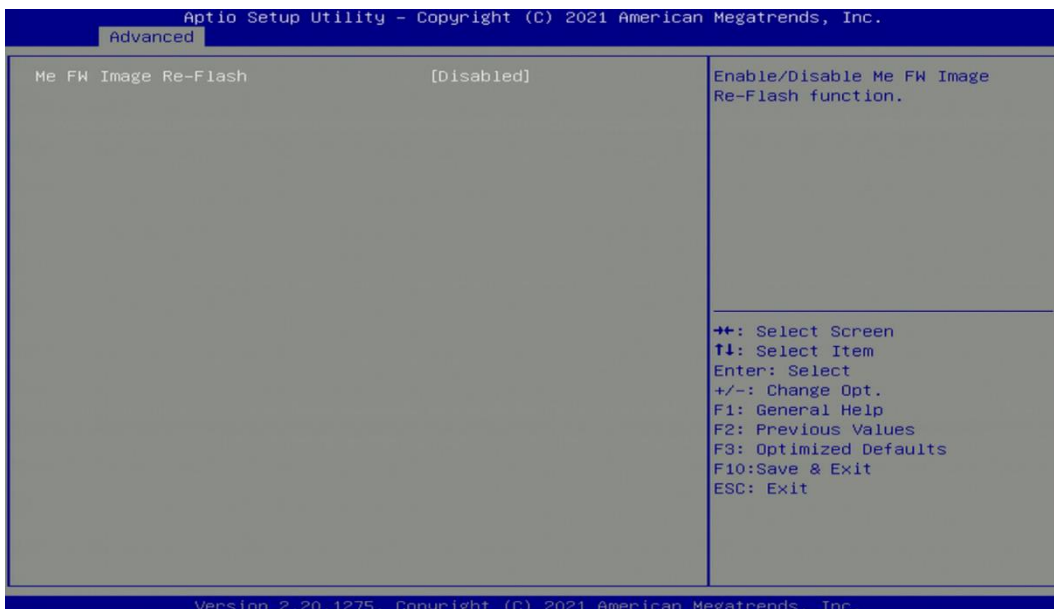 Aptio Setup Utility – Copyright (C) 2021 American Megatrends, Inc.
Advanced
Me FW Image Re-Flash [Disabled]
Enable/Disable Me FW Image
Re-Flash function.
→←: Select Screen
↑↓: Select Item
Enter: Select
+/-: Change Opt.
F1: General Help
F2: Previous Values
F3: Optimized Defaults
F10:Save & Exit
ESC: Exit
Version 2.20.1275. Copyright (C) 2021 American Megatrends, Inc.